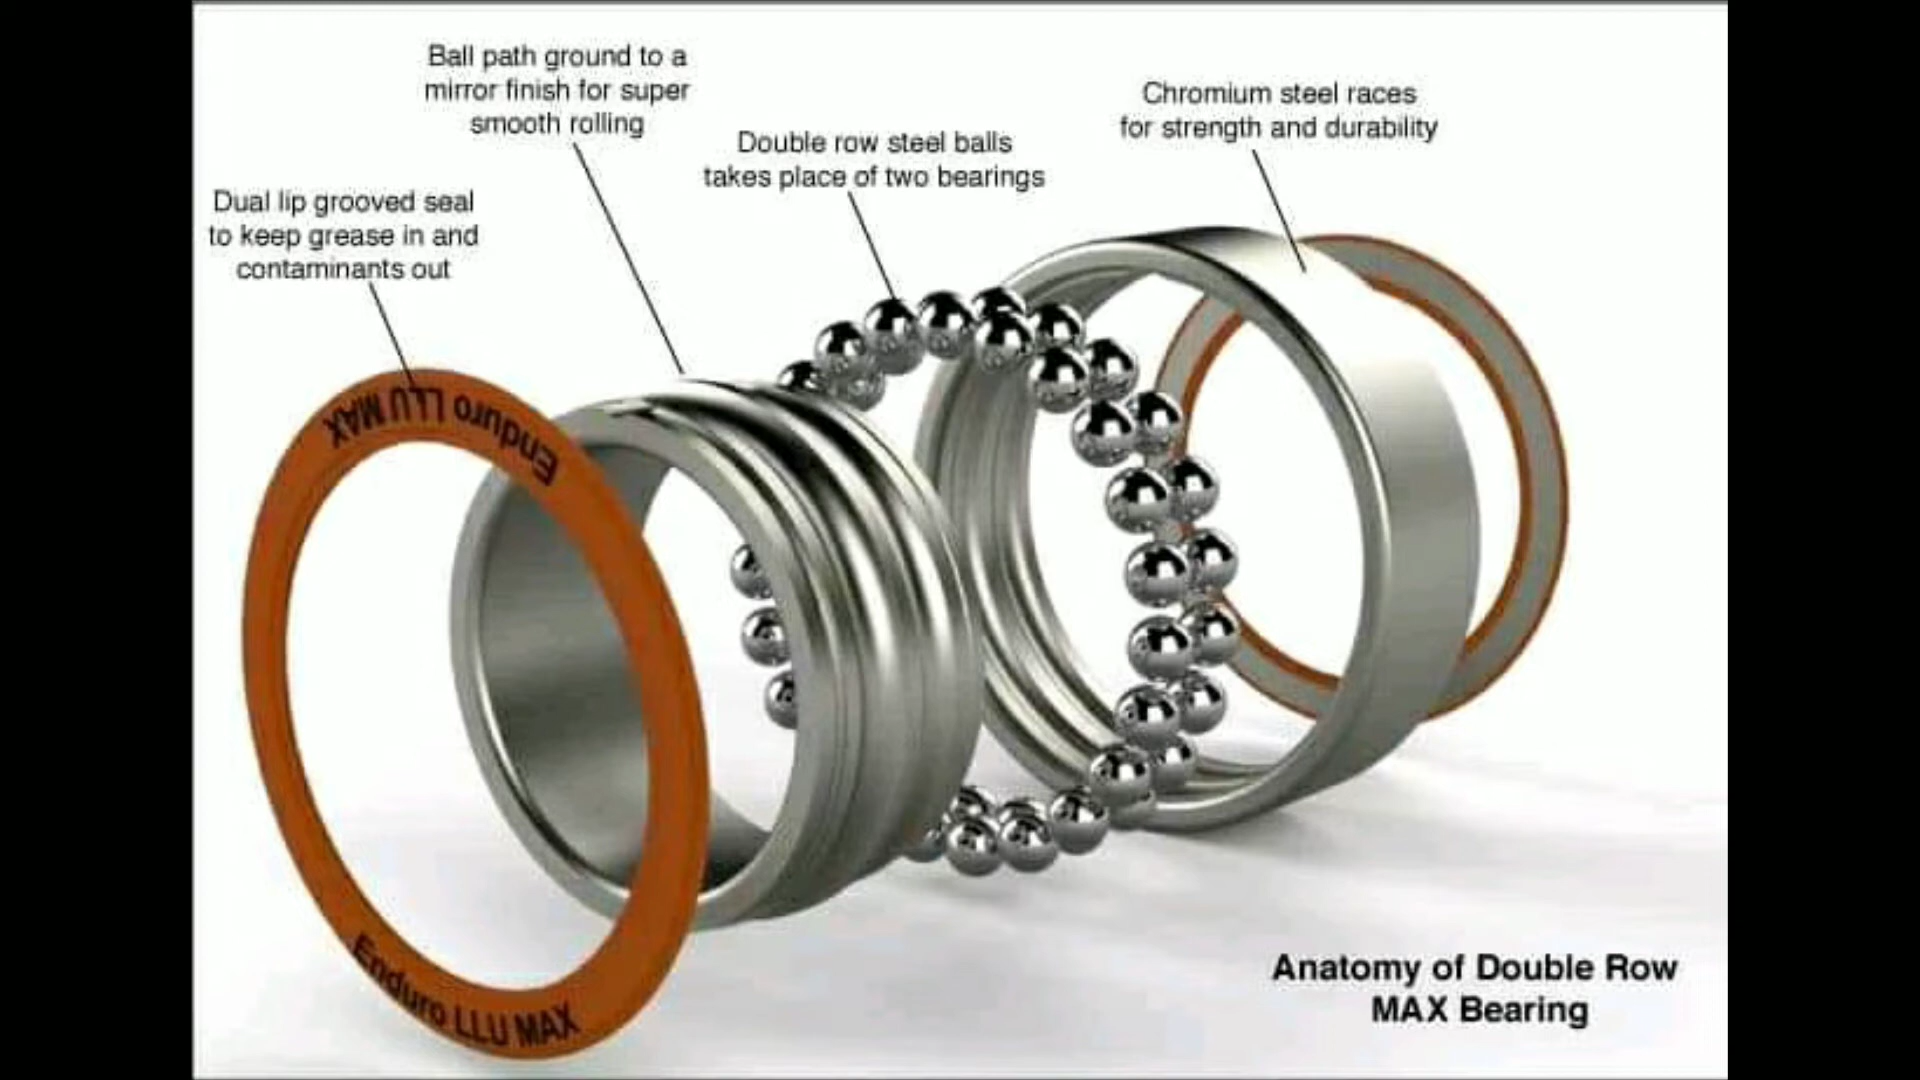 Ball path ground to a
mirror finish for super
smooth rolling
Chromium steel races
for strength and durability
Double row steel balls
takes place of two bearings
Dual lip grooved seal
to keep grease in and
contaminants out
Enduro LLU MAX
Enduro LLU MAX
Anatomy of Double Row
MAX Bearing